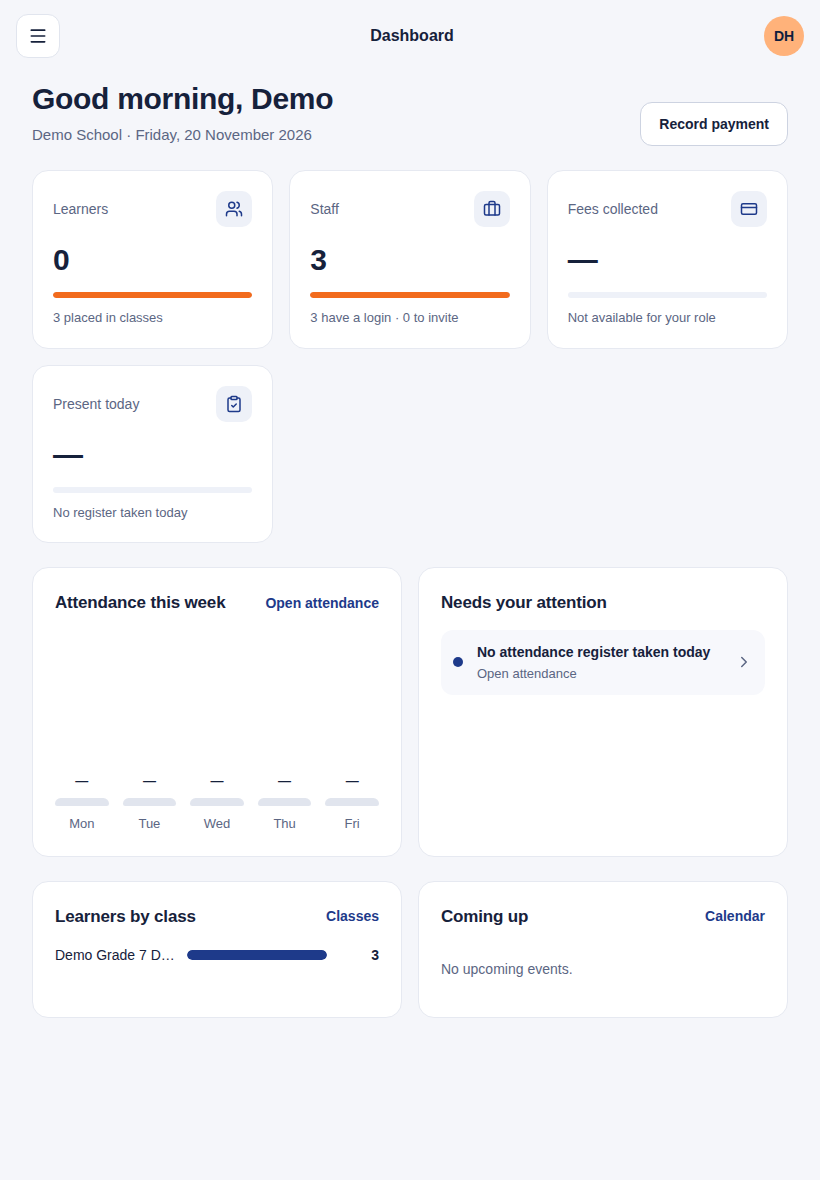 Dashboard
DH
Good morning, Demo
Demo School · Friday, 20 November 2026
Record payment
Learners
0
3 placed in classes
Staff
3
3 have a login · 0 to invite
Fees collected
—
Not available for your role
Present today
—
No register taken today
Attendance this week
Open attendance
— — — — —
Mon Tue Wed Thu Fri
Needs your attention
No attendance register taken today
Open attendance
Learners by class
Classes
Demo Grade 7 D… 3
Coming up
Calendar
No upcoming events.